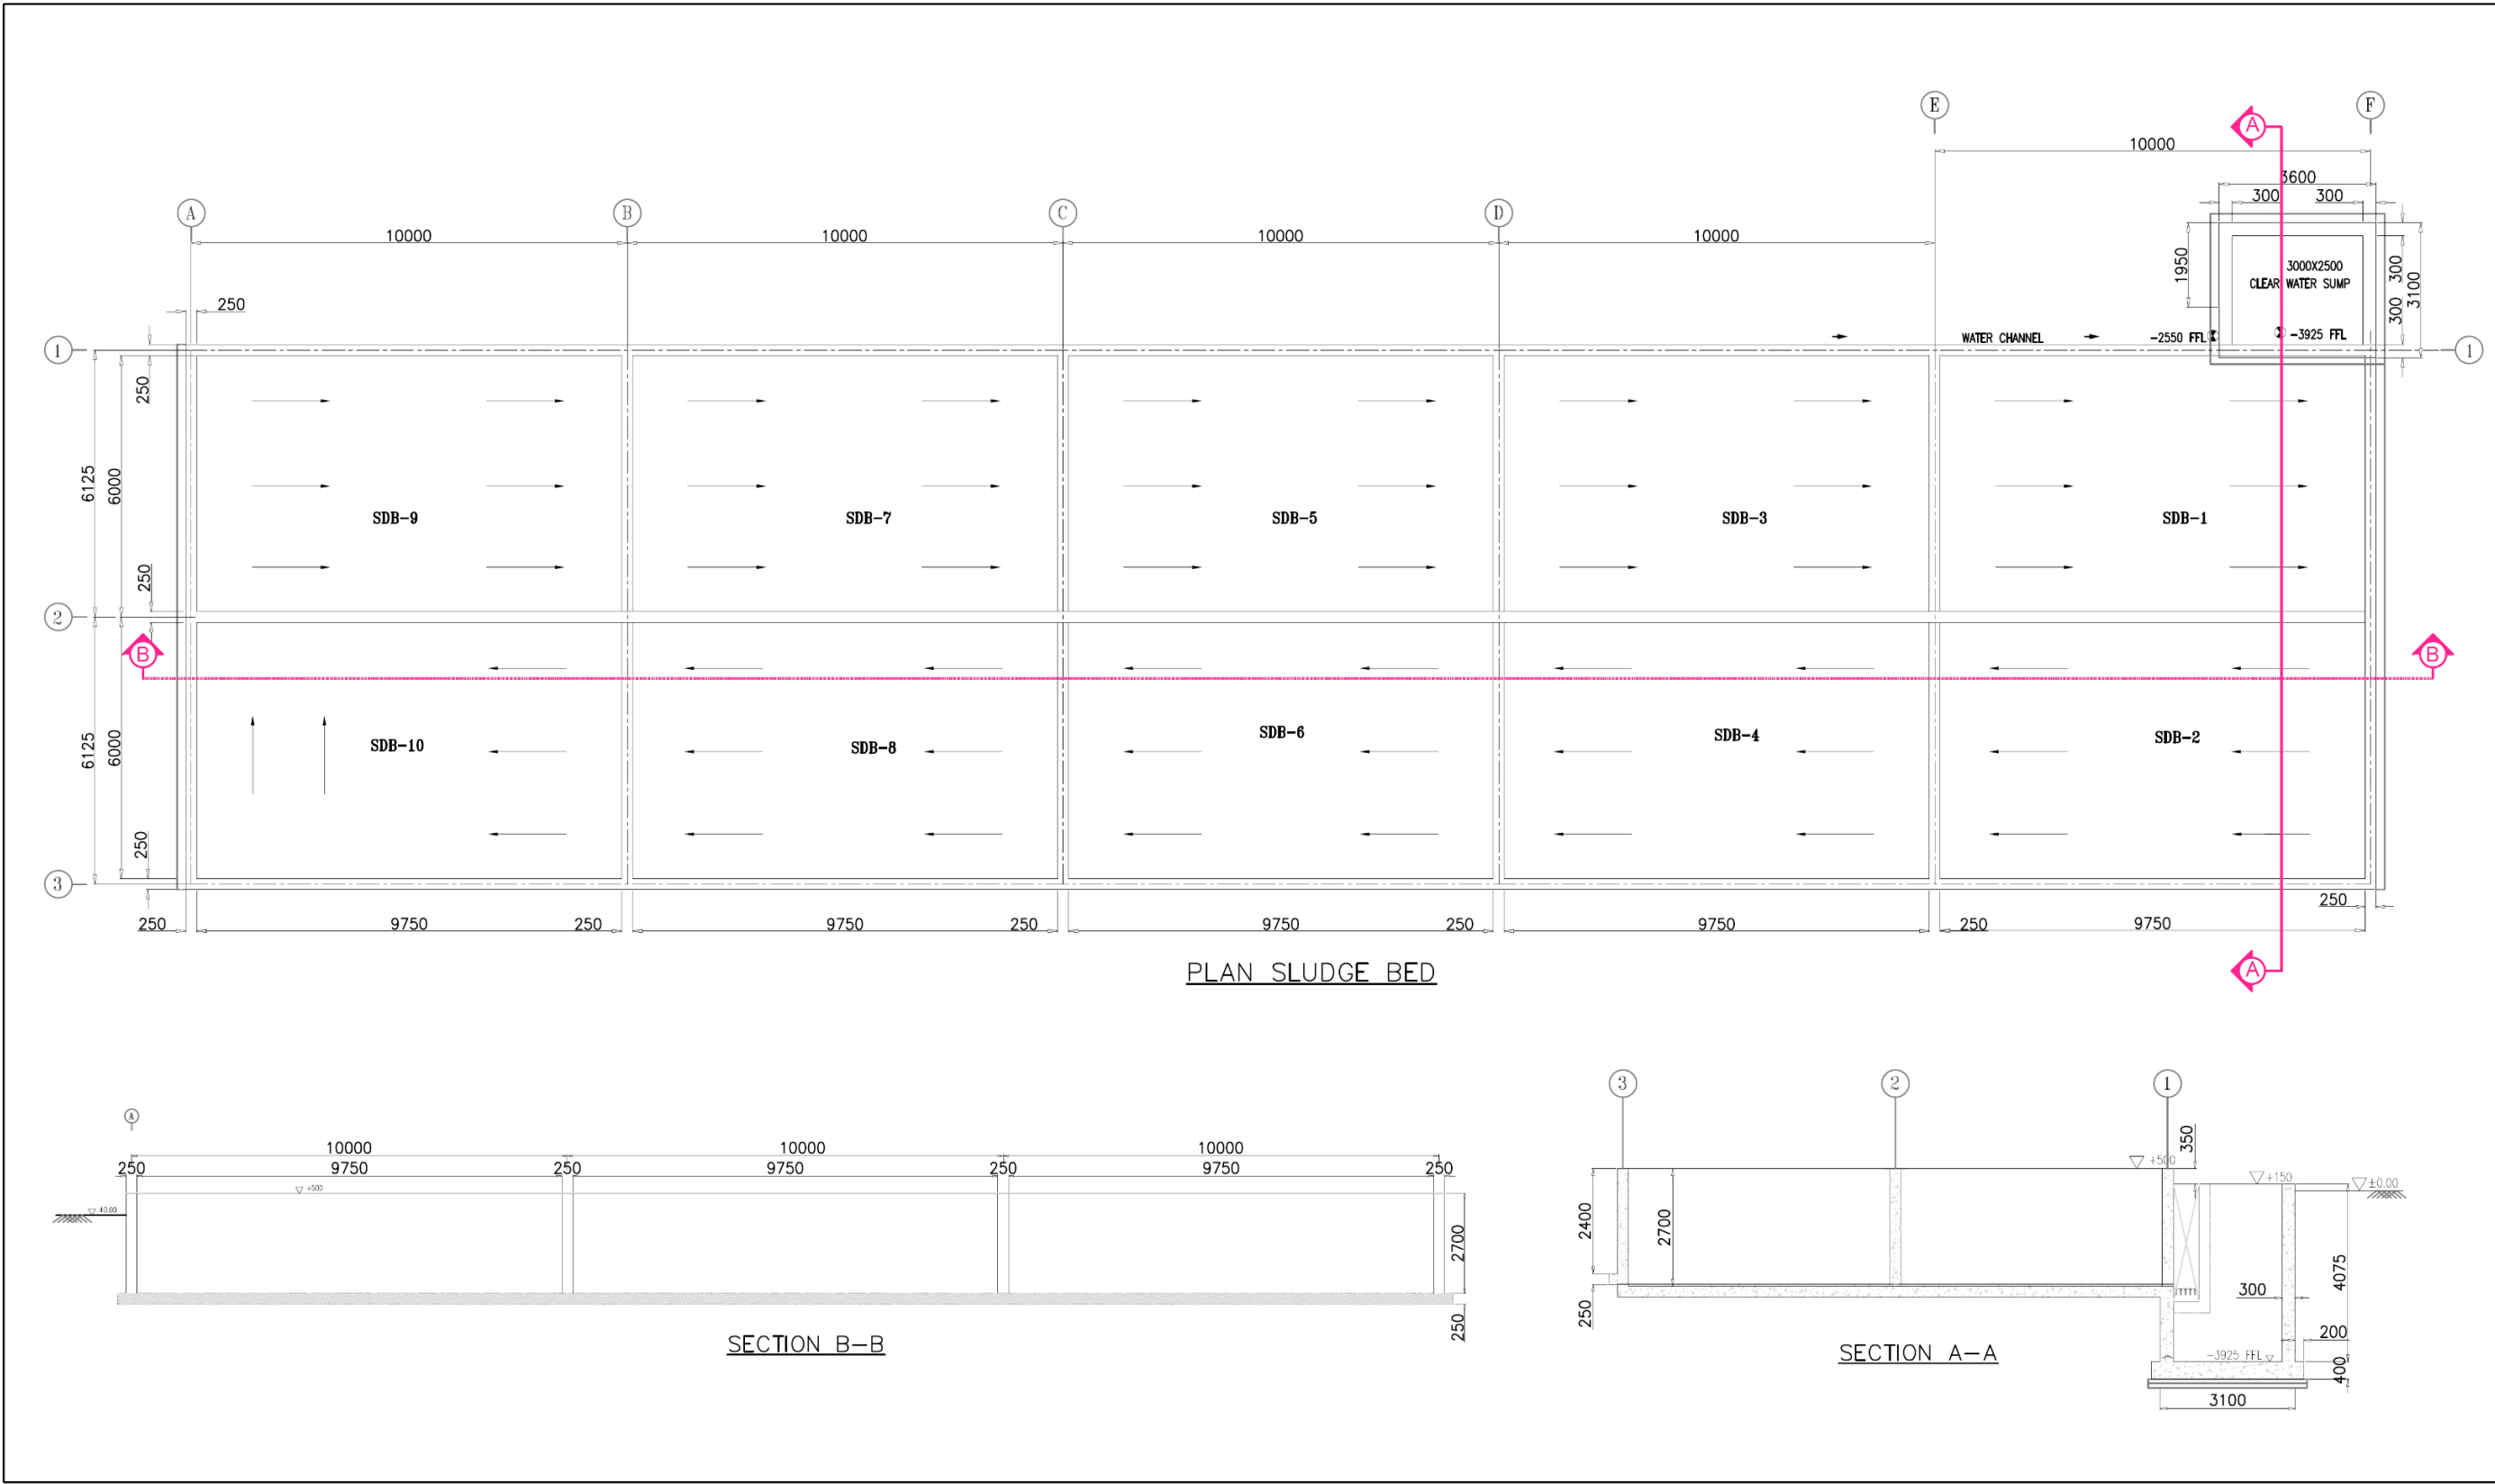 E F
A
10000
3600
300 300
A B C D
10000 10000 10000 10000
1950
3000X2500
CLEAR WATER SUMP
300
300
3100
250
1 WATER CHANNEL -2550 FFL -3925 FFL 1
250
6125
6000
SDB-9 SDB-7 SDB-5 SDB-3 SDB-1
250
2
B B
6125
6000
SDB-10 SDB-8 SDB-6 SDB-4 SDB-2
250
3
250
250 9750 250 9750 250 9750 250 9750 250 9750
PLAN SLUDGE BED
A
3 2 1
A
10000 10000 10000
250 9750 250 9750 250 9750 250
+500
±0.00
2700
250
SECTION B-B
350
+500
+150
±0.00
2400
2700
4075
300
250
200
-3925 FFL
400
3100
SECTION A-A